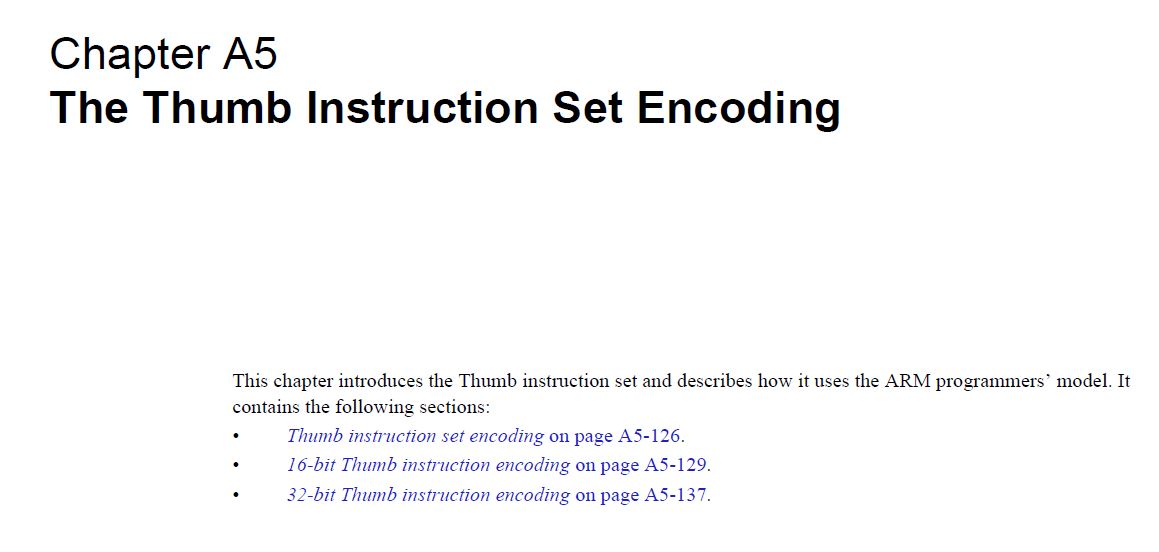 Chapter A5
The Thumb Instruction Set Encoding
This chapter introduces the Thumb instruction set and describes how it uses the ARM programmers’ model. It
contains the following sections:
• Thumb instruction set encoding on page A5-126.
• 16-bit Thumb instruction encoding on page A5-129.
• 32-bit Thumb instruction encoding on page A5-137.